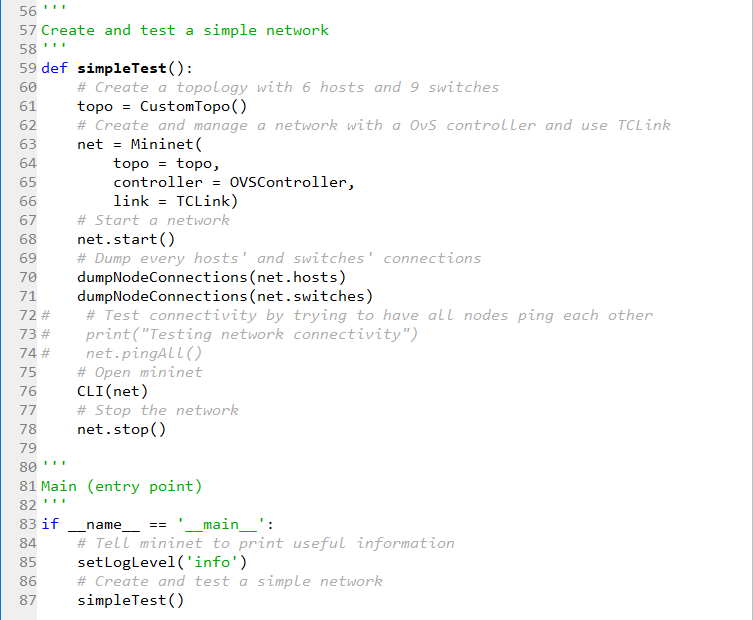 56 '''
57 Create and test a simple network
58 '''
59 def simpleTest():
60     # Create a topology with 6 hosts and 9 switches
61     topo = CustomTopo()
62     # Create and manage a network with a OvS controller and use TCLink
63     net = Mininet(
64         topo = topo,
65         controller = OVSController,
66         link = TCLink)
67     # Start a network
68     net.start()
69     # Dump every hosts' and switches' connections
70     dumpNodeConnections(net.hosts)
71     dumpNodeConnections(net.switches)
72 #    # Test connectivity by trying to have all nodes ping each other
73 #    print("Testing network connectivity")
74 #    net.pingAll()
75     # Open mininet
76     CLI(net)
77     # Stop the network
78     net.stop()
79
80 '''
81 Main (entry point)
82 '''
83 if __name__ == '__main__':
84     # Tell mininet to print useful information
85     setLogLevel('info')
86     # Create and test a simple network
87     simpleTest()